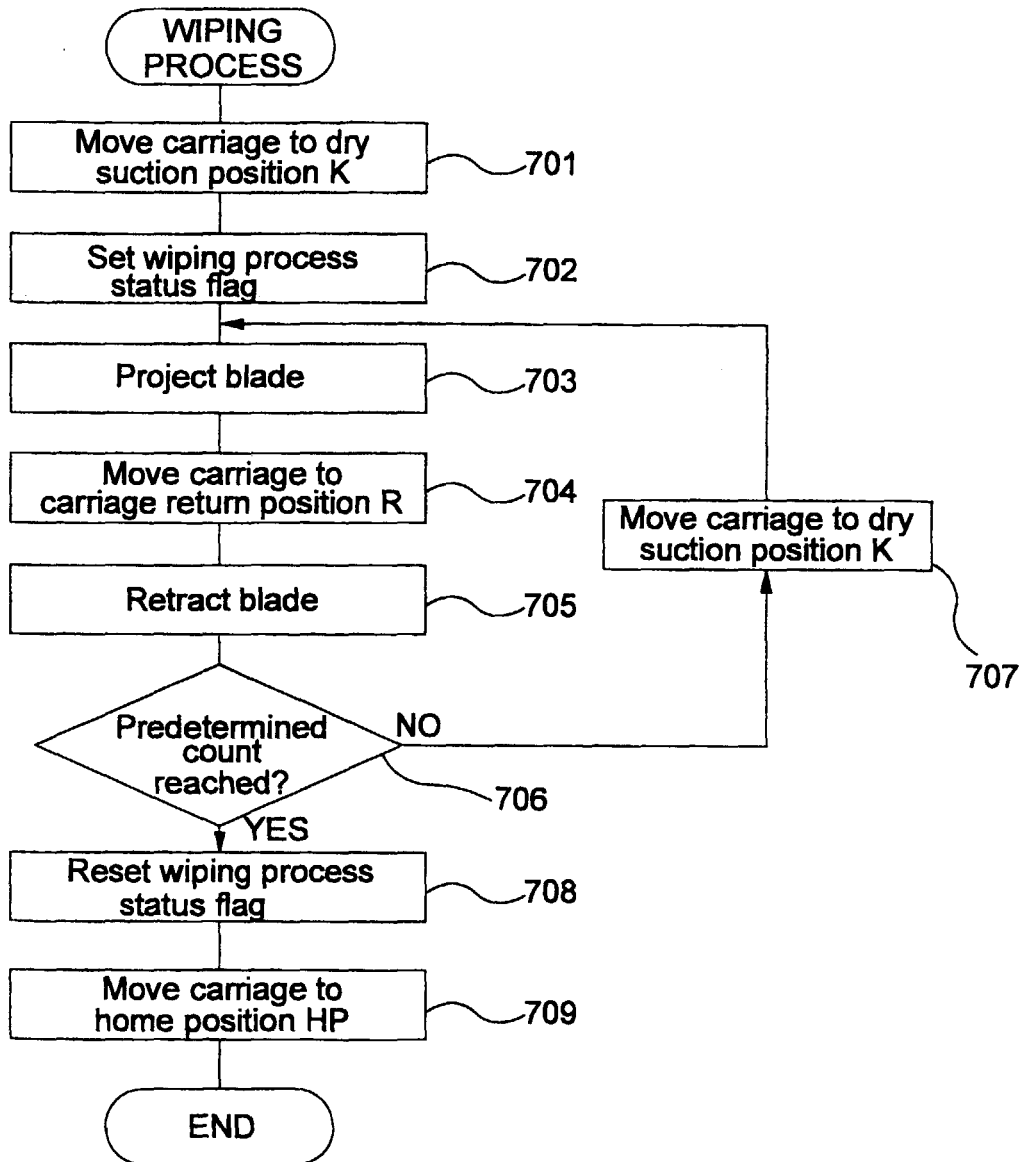 WIPING
PROCESS
Move carriage to dry
suction position K
701
Set wiping process
status flag
702
Project blade
703
Move carriage to
carriage return position R
704
Move carriage to dry
suction position K
707
Retract blade
705
Predetermined
count
reached?
NO
706
YES
Reset wiping process
status flag
708
Move carriage to
home position HP
709
END